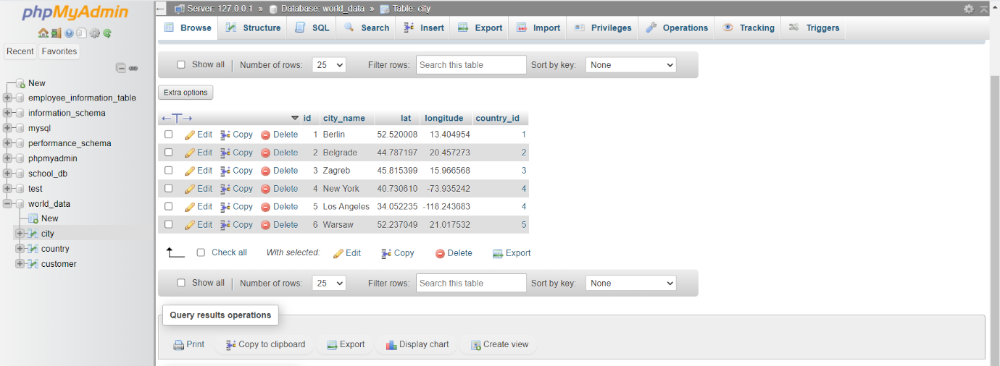 phpMyAdmin
Recent Favorites
New
employee_information_table
information_schema
mysql
performance_schema
phpmyadmin
school_db
test
world_data
New
city
country
customer
Server: 127.0.0.1 » Database: world_data » Table: city
Browse Structure SQL Search Insert Export Import Privileges Operations Tracking Triggers
Show all Number of rows: 25 Filter rows: Search this table Sort by key: None
Extra options
id city_name lat longitude country_id
Edit Copy Delete 1 Berlin 52.520008 13.404954 1
Edit Copy Delete 2 Belgrade 44.787197 20.457273 2
Edit Copy Delete 3 Zagreb 45.815399 15.966568 3
Edit Copy Delete 4 New York 40.730610 -73.935242 4
Edit Copy Delete 5 Los Angeles 34.052235 -118.243683 4
Edit Copy Delete 6 Warsaw 52.237049 21.017532 5
Check all With selected: Edit Copy Delete Export
Show all Number of rows: 25 Filter rows: Search this table Sort by key: None
Query results operations
Print Copy to clipboard Export Display chart Create view